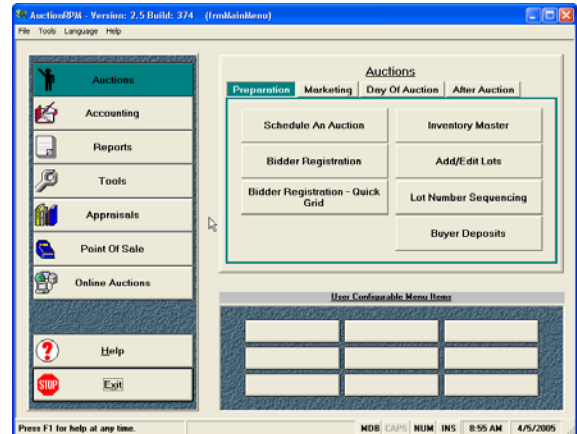 AuctionRPM - Version: 2.5 Build: 374 (frmMainMenu)
File Tools Language Help
Auctions
Accounting
Reports
Tools
Appraisals
Point Of Sale
Online Auctions
Help
STOP
Exit
Auctions
Preparation Marketing Day Of Auction After Auction
Schedule An Auction
Inventory Master
Bidder Registration
Add/Edit Lots
Bidder Registration - Quick
Grid
Lot Number Sequencing
Buyer Deposits
User Configurable Menu Items
Press F1 for help at any time.
MDB CAPS NUM INS 8:55 AM 4/5/2005